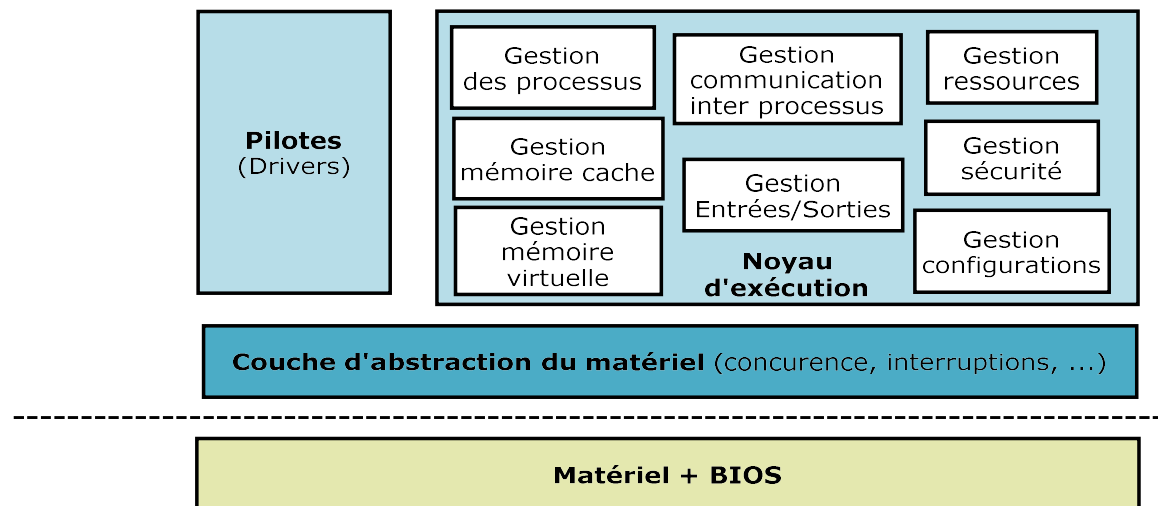 Pilotes
(Drivers)
Gestion
des processus
Gestion
mémoire cache
Gestion
mémoire
virtuelle
Gestion
communication
inter processus
Gestion
Entrées/Sorties
Gestion
ressources
Gestion
sécurité
Gestion
configurations
Noyau
d'exécution
Couche d'abstraction du matériel (concurence, interruptions, ...)
Matériel + BIOS